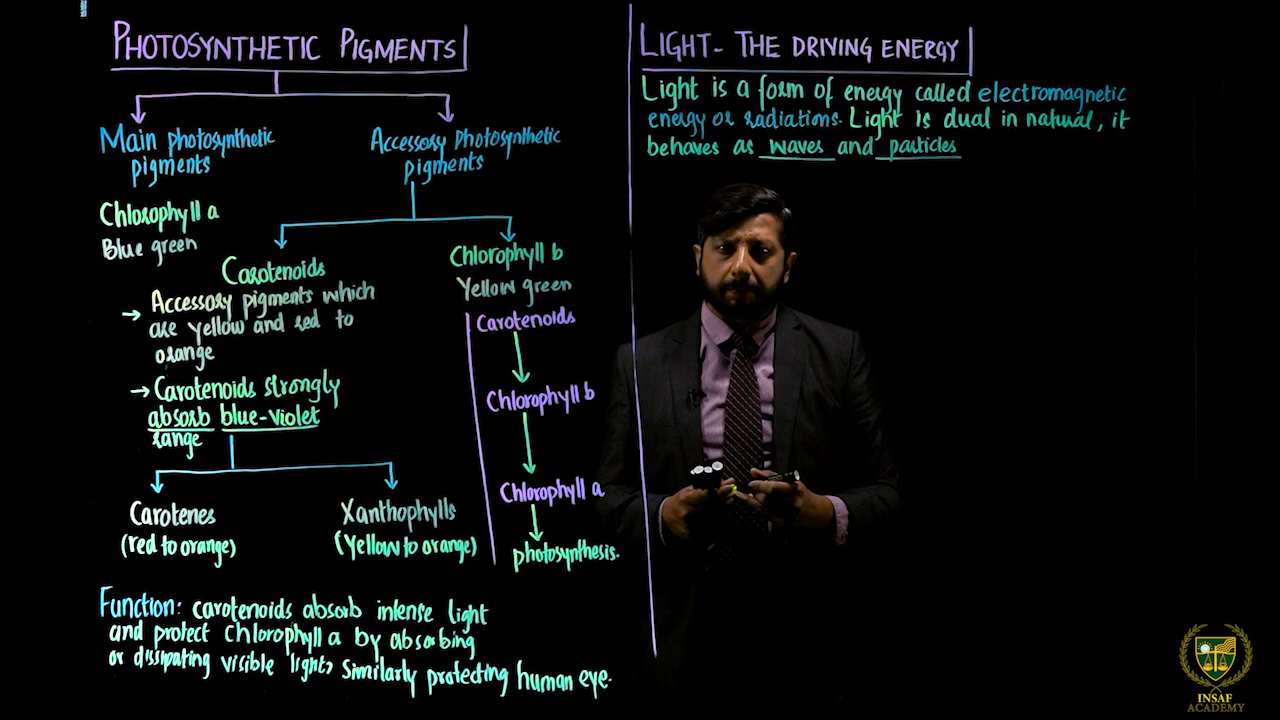 PHOTOSYNTHETIC PIGMENTS
Main photosynthetic
pigments
Chlorophyll a
Blue green
Accessory Photosynthetic
pigments
Carotenoids
→ Accessory pigments which
are yellow and red to
orange
→ Carotenoids strongly
absorb blue-violet
range
Carotenes
(red to orange)
Xanthophylls
(Yellow to orange)
Chlorophyll b
Yellow green
Carotenoids
Chlorophyll b
Chlorophyll a
photosynthesis.
Function: carotenoids absorb intense light
and protect chlorophyll a by absorbing
or dissipating visible light, Similarly protecting human eye.
LIGHT- THE DRIVING ENERGY
Light is a form of energy called electromagnetic
energy or radiations. Light is dual in natural, it
behaves as waves and particles
INSAF
ACADEMY